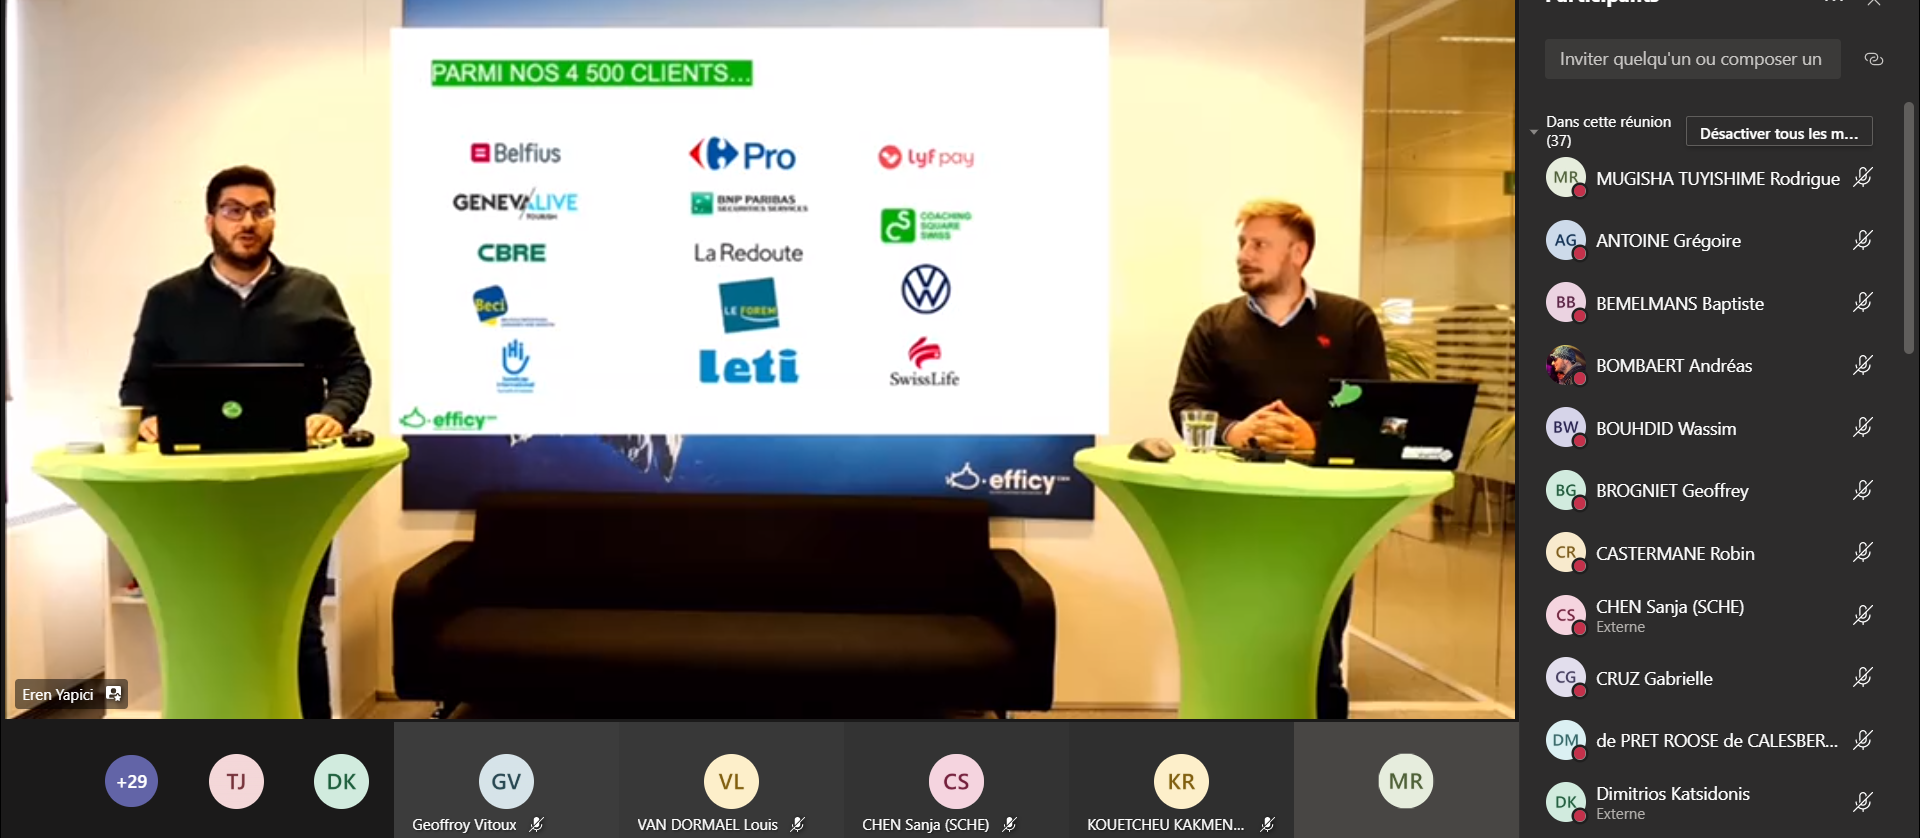 PARMI NOS 4 500 CLIENTS...
Belfius
Pro
lyf pay
GENEVALIVE
TOURISM
BNP PARIBAS
SECURITIES SERVICES
COACHING
SQUARE
SWISS
CBRE
La Redoute
Beci
LE FOREM
Hi
handicap
international
Leti
SwissLife
efficy
efficy
Eren Yapici
+29
TJ
DK
GV
Geoffroy Vitoux
VL
VAN DORMAEL Louis
CS
CHEN Sanja (SCHE)
KR
KOUETCHEU KAKMEN...
MR
Participants
Inviter quelqu'un ou composer un
Dans cette réunion
(37)
Désactiver tous les m...
MR
MUGISHA TUYISHIME Rodrigue
AG
ANTOINE Grégoire
BB
BEMELMANS Baptiste
BOMBAERT Andréas
BW
BOUHDID Wassim
BG
BROGNIET Geoffrey
CR
CASTERMANE Robin
CS
CHEN Sanja (SCHE)
Externe
CG
CRUZ Gabrielle
DM
de PRET ROOSE de CALESBER...
DK
Dimitrios Katsidonis
Externe